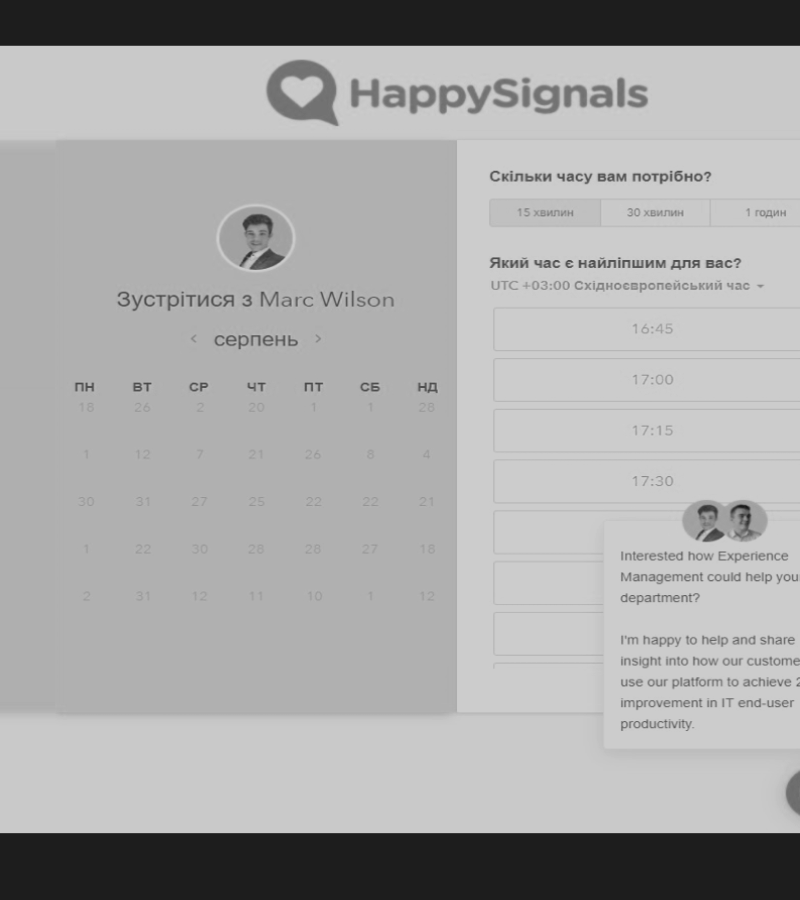 HappySignals
Зустрітися з Marc Wilson
серпень
ПН ВТ СР ЧТ ПТ СБ НД
18 26 2 20 1 1 28
1 12 7 21 26 8 4
30 31 27 25 22 22 21
1 22 30 28 28 27 18
2 31 12 11 10 1 12
Скільки часу вам потрібно?
15 хвилин 30 хвилин 1 годин
Який час є найліпшим для вас?
UTC +03:00 Східноєвропейський час
16:45
17:00
17:15
17:30
Interested how Experience
Management could help your
department?
I'm happy to help and share
insight into how our custome
use our platform to achieve 2
improvement in IT end-user
productivity.